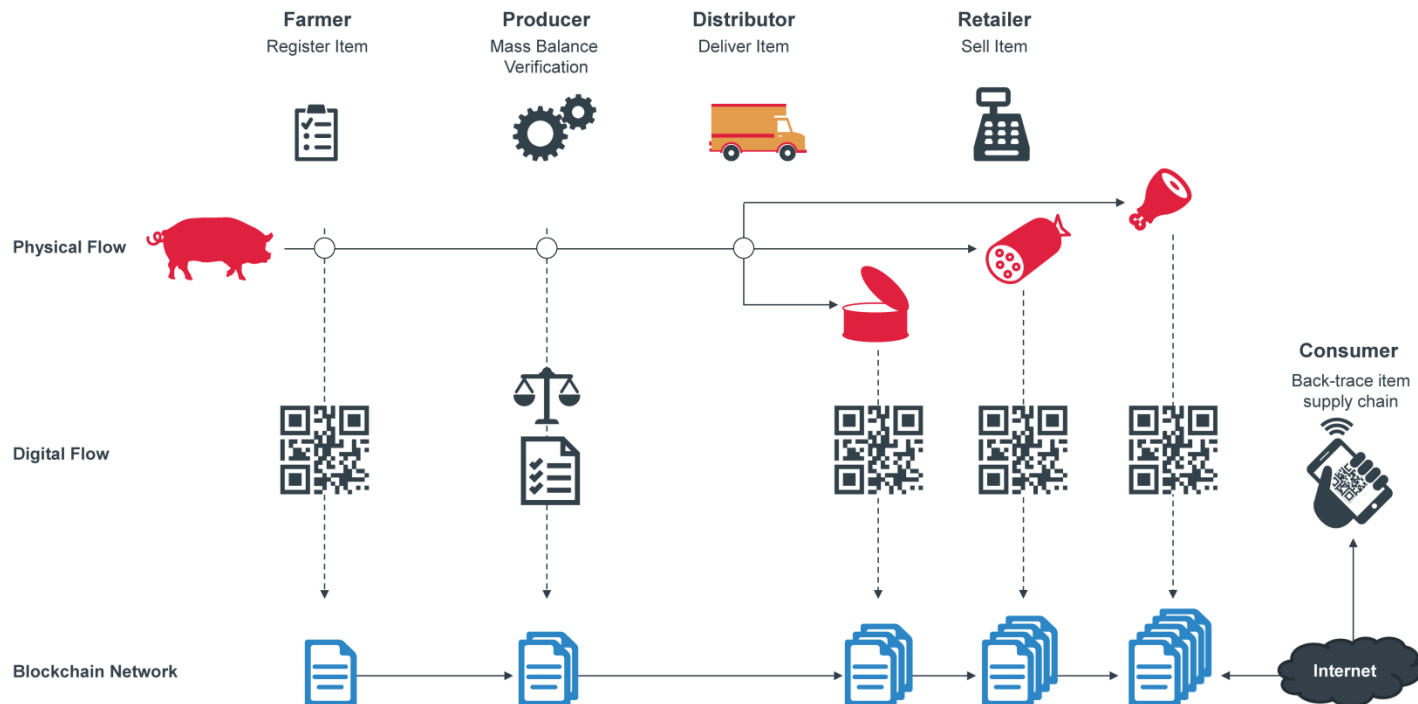 Farmer
Register Item
Producer
Mass Balance
Verification
Distributor
Deliver Item
Retailer
Sell Item
Physical Flow
Consumer
Back-trace item
supply chain
Digital Flow
Blockchain Network
Internet